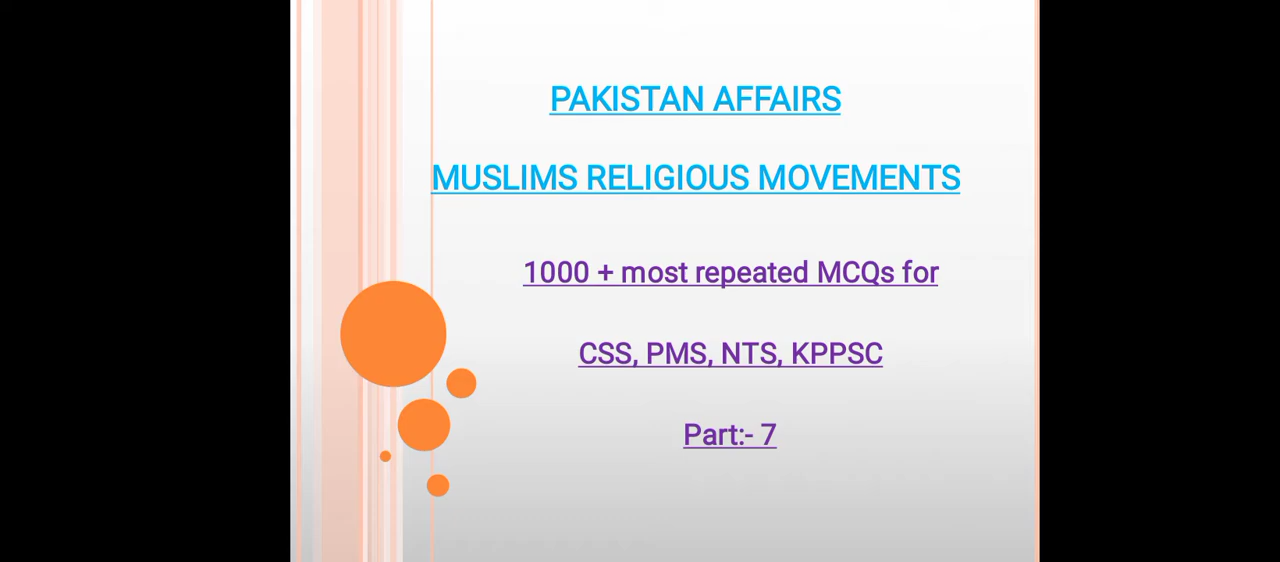 PAKISTAN AFFAIRS
MUSLIMS RELIGIOUS MOVEMENTS
1000 + most repeated MCQs for
CSS, PMS, NTS, KPPSC
Part:- 7